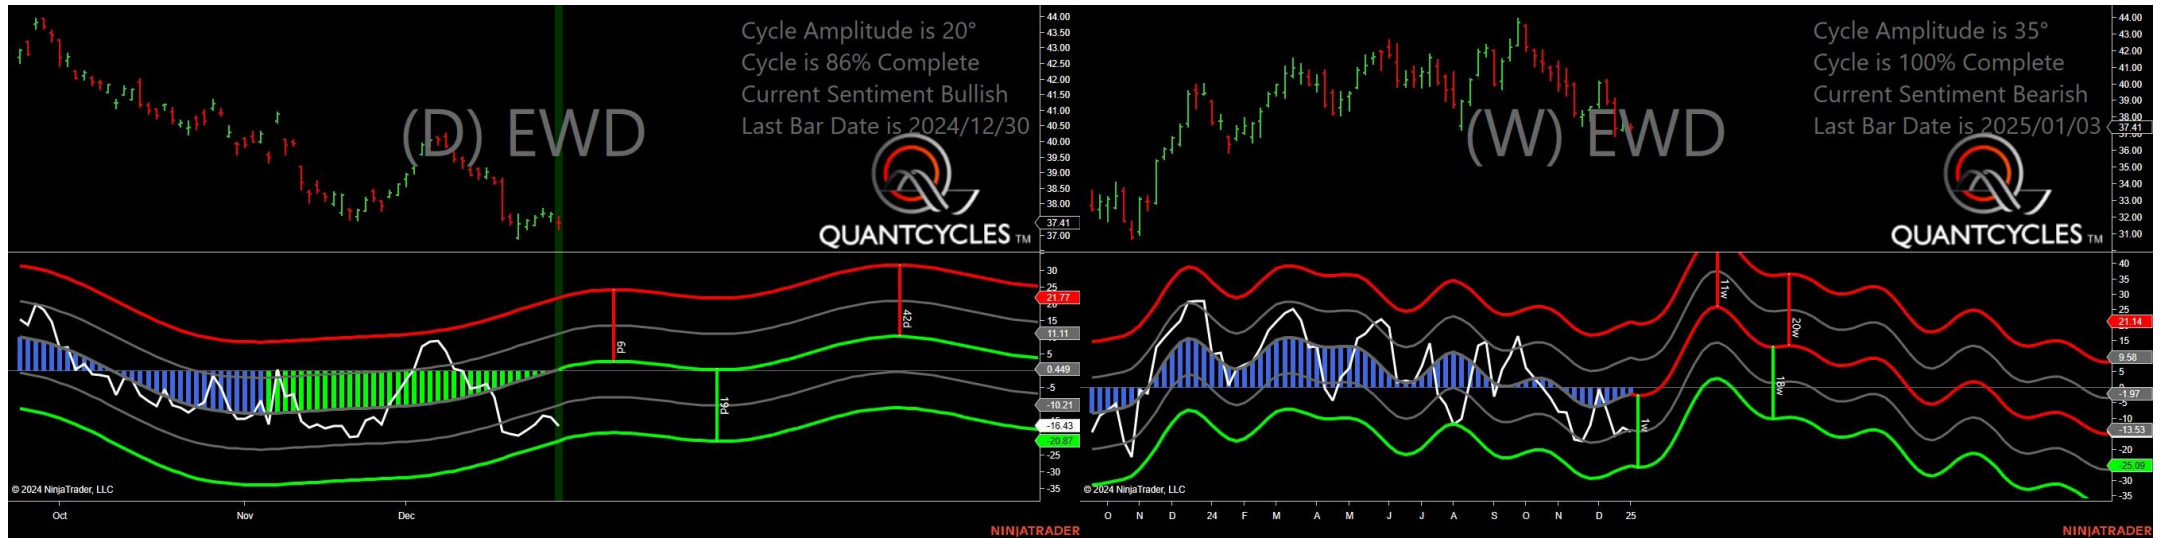 Cycle Amplitude is 20°
Cycle is 86% Complete
Current Sentiment Bullish
Last Bar Date is 2024/12/30
(D) EWD
QUANTCYCLES TM
44.00
43.50
43.00
42.50
42.00
41.50
41.00
40.50
40.00
39.50
39.00
38.50
38.00
37.41
37.00
30
25
21.77
15
11.11
5
0.449
-5
-10.21
-16.43
-20.87
-25
-30
-35
6d
19d
42d
© 2024 NinjaTrader, LLC
Oct Nov Dec
NINJATRADER
Cycle Amplitude is 35°
Cycle is 100% Complete
Current Sentiment Bearish
Last Bar Date is 2025/01/03
(W) EWD
QUANTCYCLES TM
44.00
42.00
41.00
40.00
39.00
38.00
37.41
36.00
35.00
34.00
33.00
32.00
31.00
40
35
30
25
21.14
15
9.58
0
-1.97
-5
-10
-13.53
-20
-25.09
-30
-35
1w
11w
18w
20w
© 2024 NinjaTrader, LLC
O N D 24 F M A M J J A S O N D 25
NINJATRADER